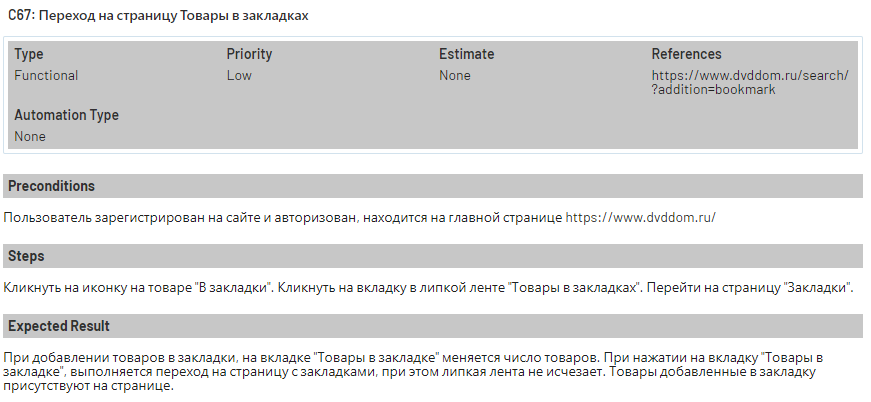 C67: Переход на страницу Товары в закладках
Type Priority Estimate References
Functional Low None https://www.dvddom.ru/search/
?addition=bookmark
Automation Type
None
Preconditions
Пользователь зарегистрирован на сайте и авторизован, находится на главной странице https://www.dvddom.ru/
Steps
Кликнуть на иконку на товаре "В закладки". Кликнуть на вкладку в липкой ленте "Товары в закладках". Перейти на страницу "Закладки".
Expected Result
При добавлении товаров в закладки, на вкладке "Товары в закладке" меняется число товаров. При нажатии на вкладку "Товары в
закладке", выполняется переход на страницу с закладками, при этом липкая лента не исчезает. Товары добавленные в закладку
присутствуют на странице.